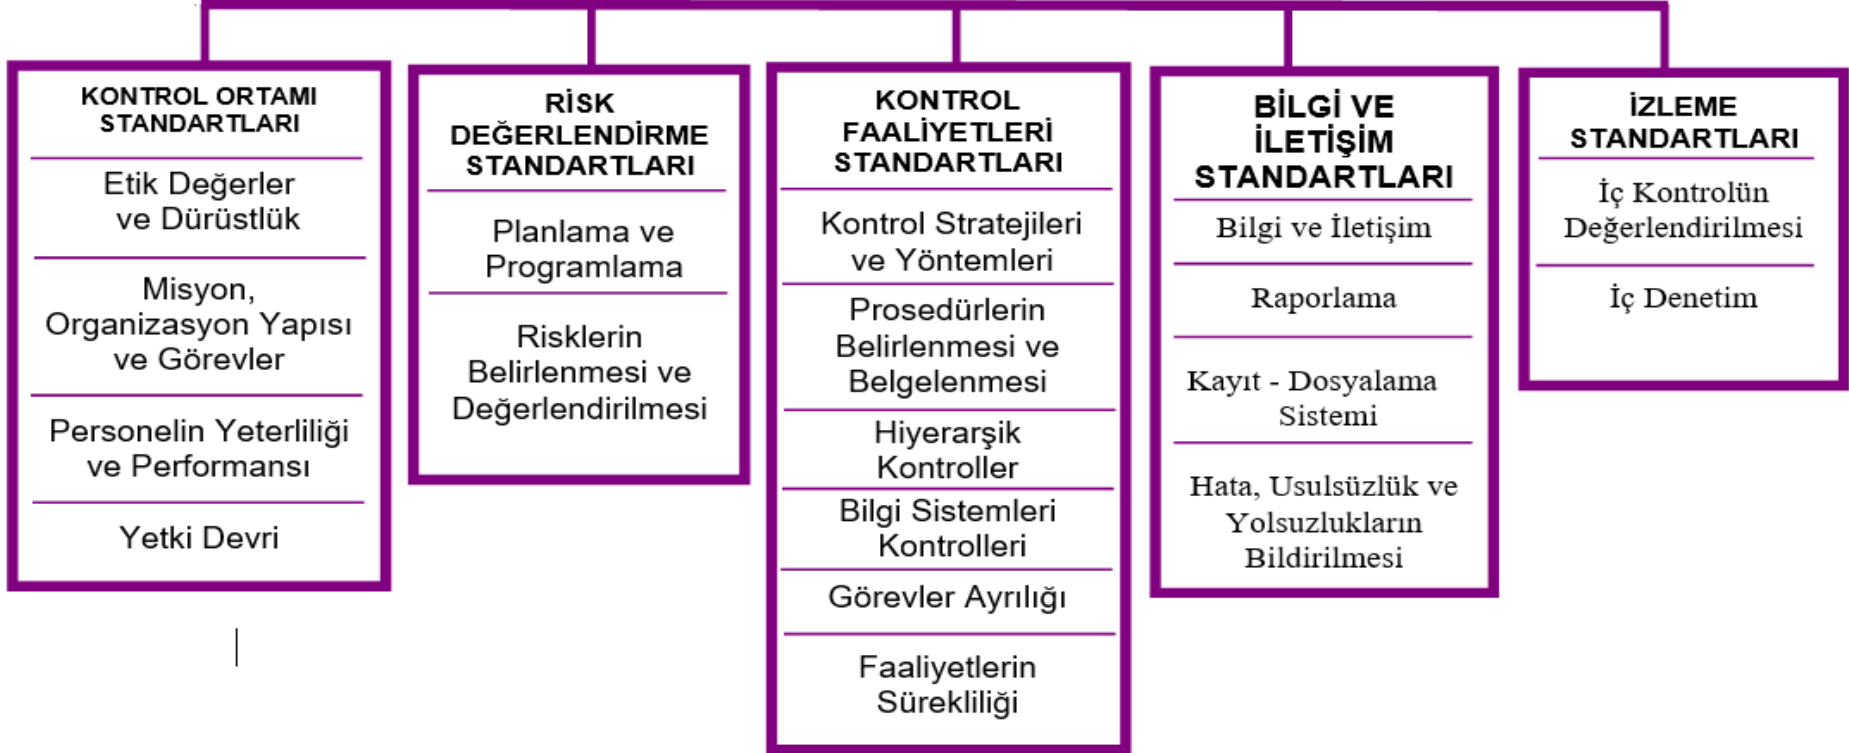 KONTROL ORTAMI
STANDARTLARI
Etik Değerler
ve Dürüstlük
Misyon,
Organizasyon Yapısı
ve Görevler
Personelin Yeterliliği
ve Performansı
Yetki Devri
RİSK
DEĞERLENDİRME
STANDARTLARI
Planlama ve
Programlama
Risklerin
Belirlenmesi ve
Değerlendirilmesi
KONTROL
FAALİYETLERİ
STANDARTLARI
Kontrol Stratejileri
ve Yöntemleri
Prosedürlerin
Belirlenmesi ve
Belgelenmesi
Hiyerarşik
Kontroller
Bilgi Sistemleri
Kontrolleri
Görevler Ayrılığı
Faaliyetlerin
Sürekliliği
BİLGİ VE
İLETİŞİM
STANDARTLARI
Bilgi ve İletişim
Raporlama
Kayıt - Dosyalama
Sistemi
Hata, Usulsüzlük ve
Yolsuzlukların
Bildirilmesi
İZLEME
STANDARTLARI
İç Kontrolün
Değerlendirilmesi
İç Denetim